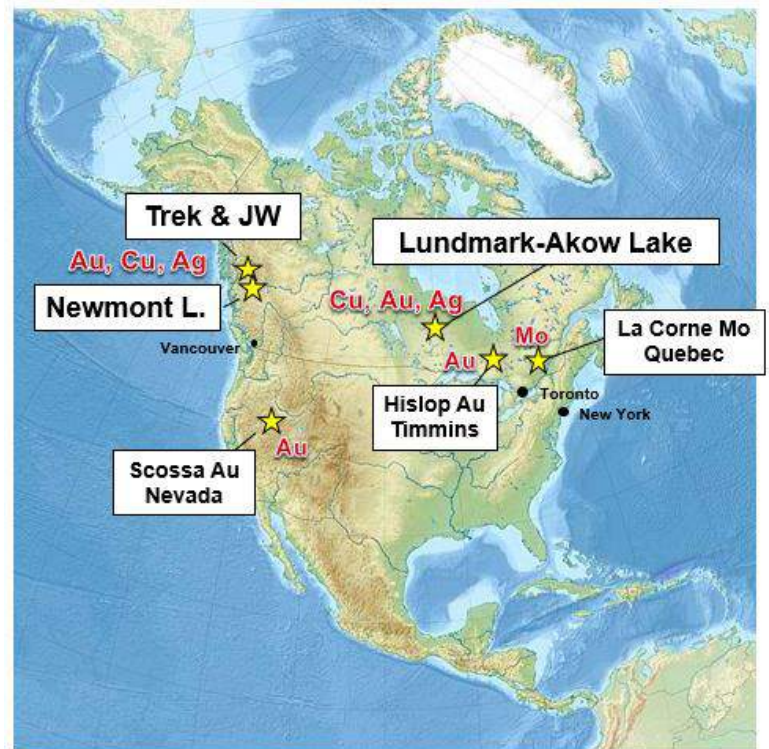 Trek & JW
Au, Cu, Ag
Newmont L.
Vancouver
Lundmark-Akow Lake
Cu, Au, Ag
Mo
La Corne Mo
Quebec
Au
Hislop Au
Timmins
Toronto
New York
Au
Scossa Au
Nevada